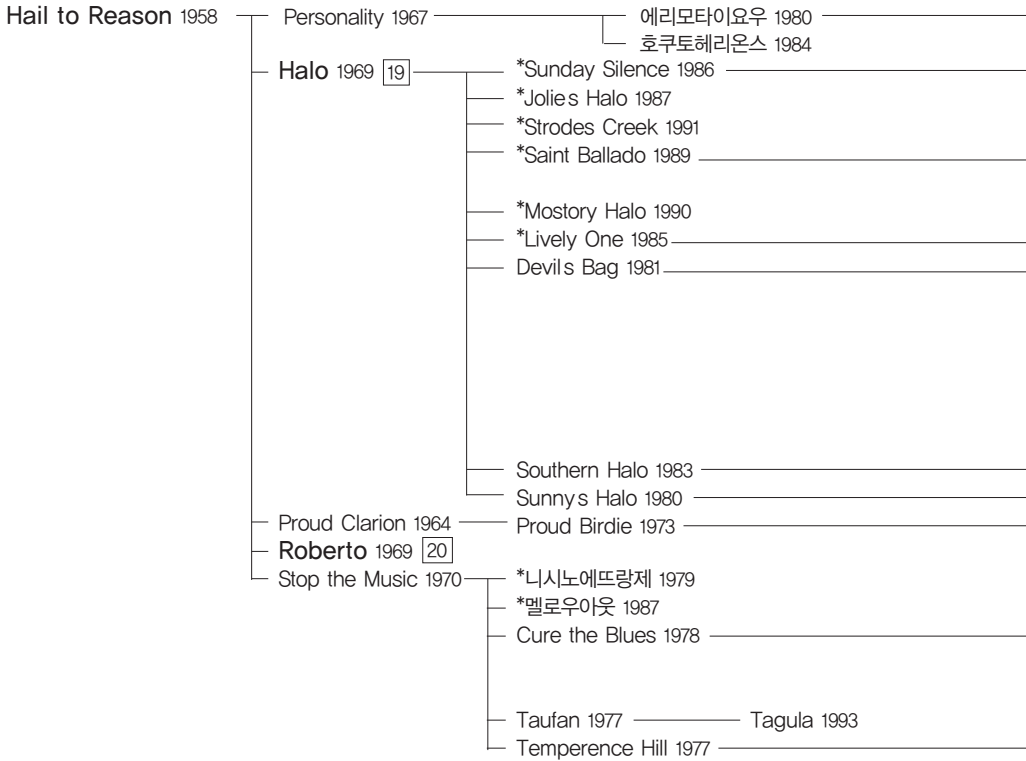 Hail to Reason 1958 Personality 1967 에리모타이요우 1980
호쿠토헤리온스 1984
Halo 1969 19 *Sunday Silence 1986
*Jolies Halo 1987
*Strodes Creek 1991
*Saint Ballado 1989
*Mostory Halo 1990
*Lively One 1985
Devils Bag 1981
Southern Halo 1983
Sunnys Halo 1980
Proud Clarion 1964 Proud Birdie 1973
Roberto 1969 20
Stop the Music 1970 *니시노에뜨랑제 1979
*멜로우아웃 1987
Cure the Blues 1978
Taufan 1977 Tagula 1993
Temperence Hill 1977